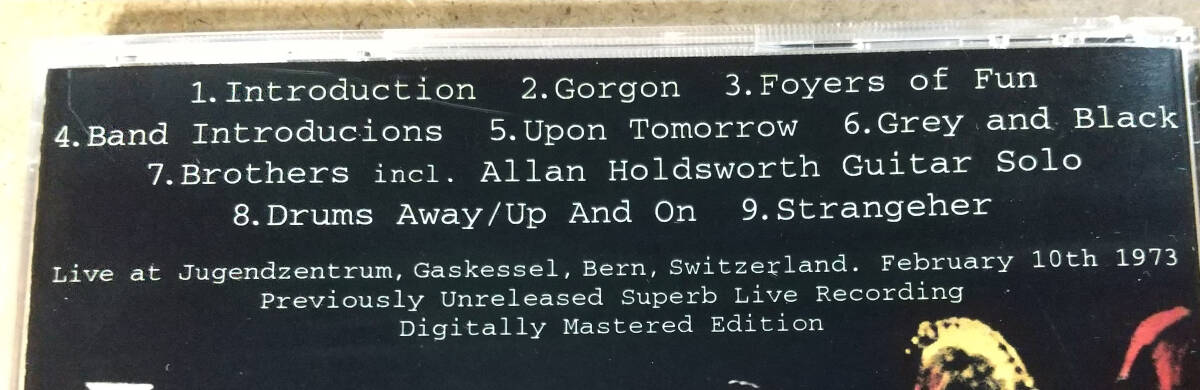 1.Introduction 2.Gorgon 3.Foyers of Fun
4.Band Introducions 5.Upon Tomorrow 6.Grey and Black
7.Brothers incl. Allan Holdsworth Guitar Solo
8.Drums Away/Up And On 9.Strangeher
Live at Jugendzentrum, Gaskessel, Bern, Switzerland. February 10th 1973
Previously Unreleased Superb Live Recording
Digitally Mastered Edition